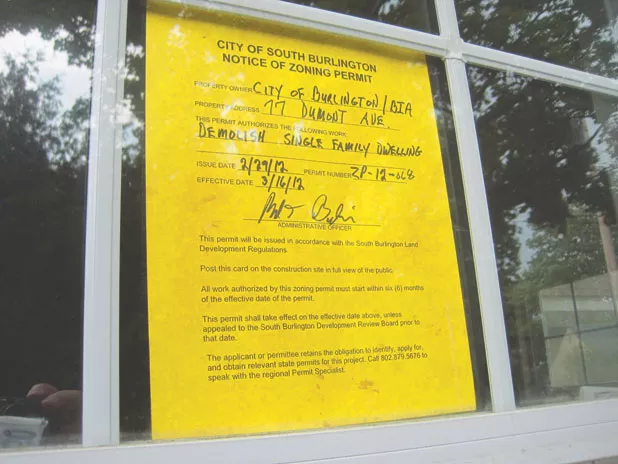 CITY OF SOUTH BURLINGTON
NOTICE OF ZONING PERMIT
PROPERTY OWNER CITY OF BURLINGTON/BIA
PROPERTY ADDRESS 77 DUMONT AVE.
THIS PERMIT AUTHORIZES THE FOLLOWING WORK:
DEMOLISH SINGLE FAMILY DWELLING
ISSUE DATE 2/29/12 PERMIT NUMBER ZP-12-068
EFFECTIVE DATE 3/16/12
ADMINISTRATIVE OFFICER
This permit will be issued in accordance with the South Burlington Land
Development Regulations.
Post this card on the construction site in full view of the public.
All work authorized by this zoning permit must start within six (6) months
of the effective date of the permit.
This permit shall take effect on the effective date above, unless
appealed to the South Burlington Development Review Board prior to
that date.
The applicant or permittee retains the obligation to identify, apply for,
and obtain relevant state permits for this project. Call 802.879.5676 to
speak with the regional Permit Specialist.